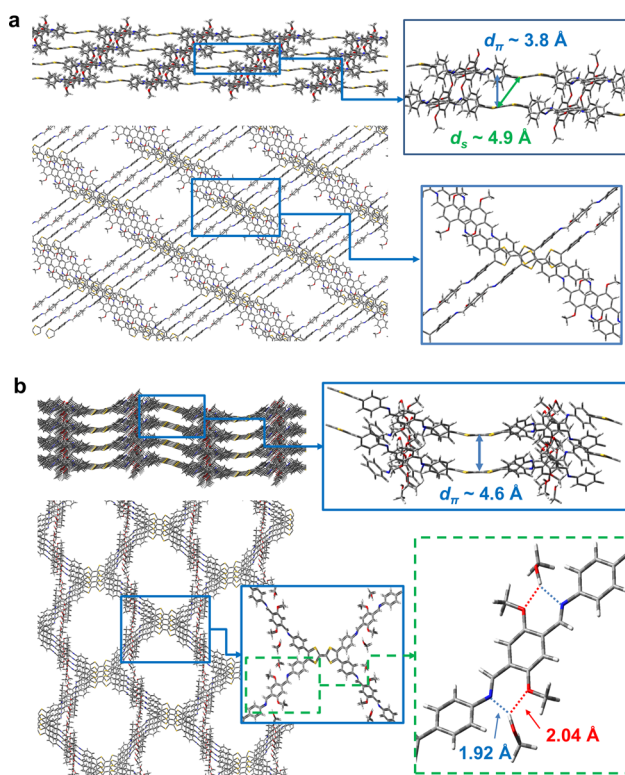 a
dπ ~ 3.8 Å
ds ~ 4.9 Å
b
dπ ~ 4.6 Å
2.04 Å
1.92 Å